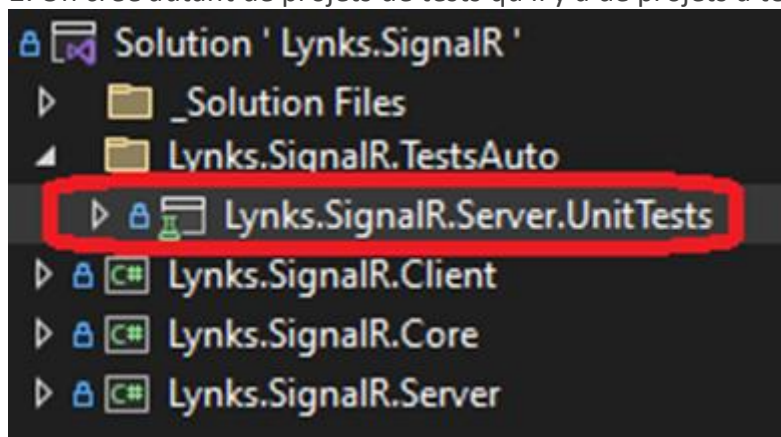 Solution ' Lynks.SignalR '
_Solution Files
Lynks.SignalR.TestsAuto
Lynks.SignalR.Server.UnitTests
C# Lynks.SignalR.Client
C# Lynks.SignalR.Core
C# Lynks.SignalR.Server